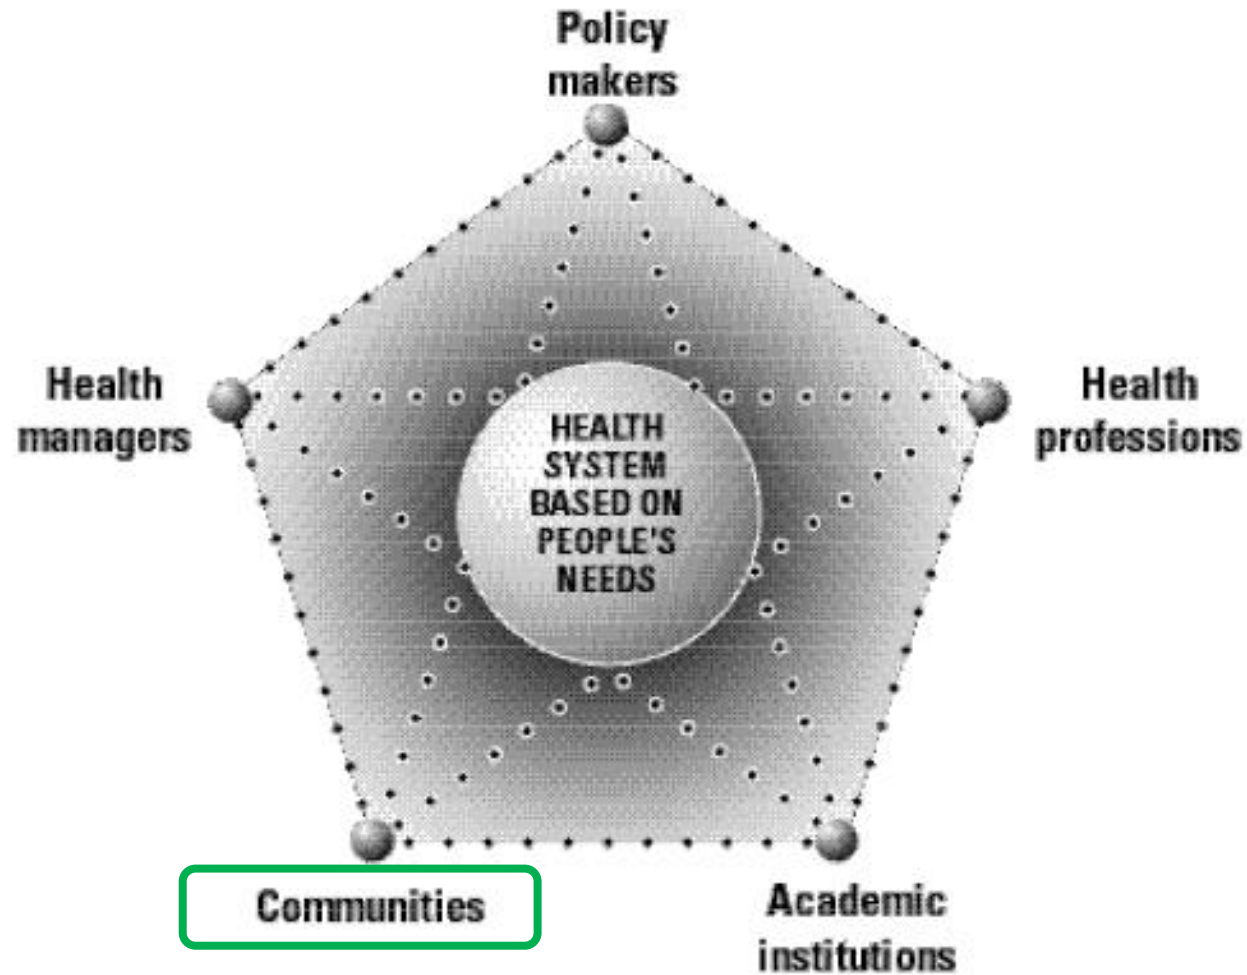 Policy
makers
Health
managers
Health
professions
HEALTH
SYSTEM
BASED ON
PEOPLE'S
NEEDS
Communities
Academic
institutions